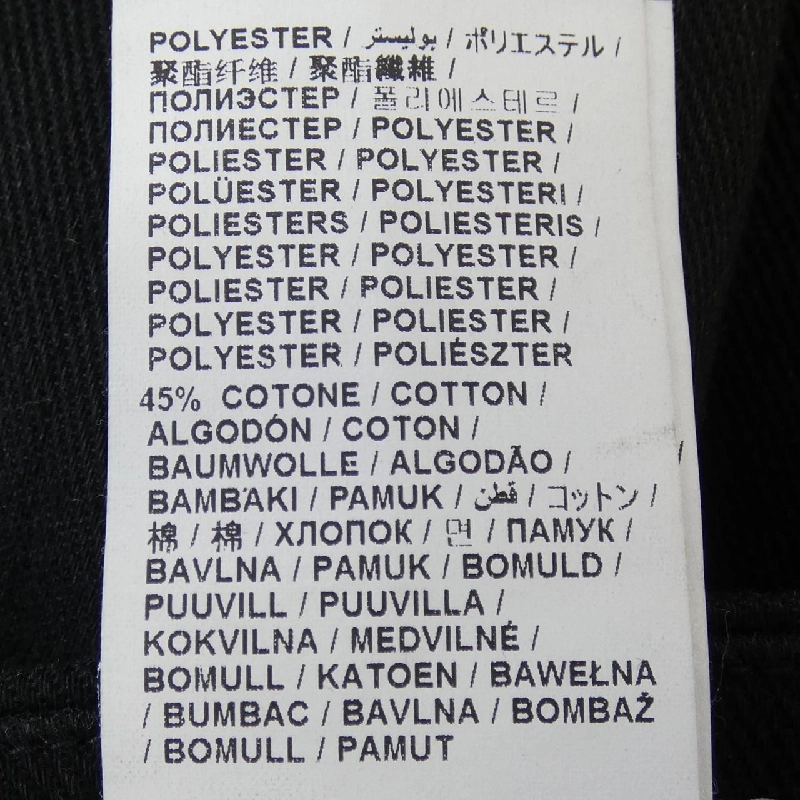 POLYESTER / بوليستر / ポリエステル /
聚酯纤维 / 聚酯纖維 /
ПОЛИЭСТЕР / 폴리에스테르 /
ПОЛИЕСТЕР / POLYESTER /
POLIESTER / POLYESTER /
POLÜESTER / POLYESTERI /
POLIESTERS / POLIESTERIS /
POLYESTER / POLYESTER /
POLIESTER / POLIESTER /
POLYESTER / POLIESTER /
POLYESTER / POLIÉSZTER
45% COTONE / COTTON /
ALGODÓN / COTON /
BAUMWOLLE / ALGODÃO /
BAMBΆKI / PAMUK / قطن / コットン /
棉 / 棉 / ХЛОПОК / 면 / ПАМУК /
BAVLNA / PAMUK / BOMULD /
PUUVILL / PUUVILLA /
KOKVILNA / MEDVILNÉ /
BOMULL / KATOEN / BAWEŁNA
/ BUMBAC / BAVLNA / BOMBAŽ
/ BOMULL / PAMUT